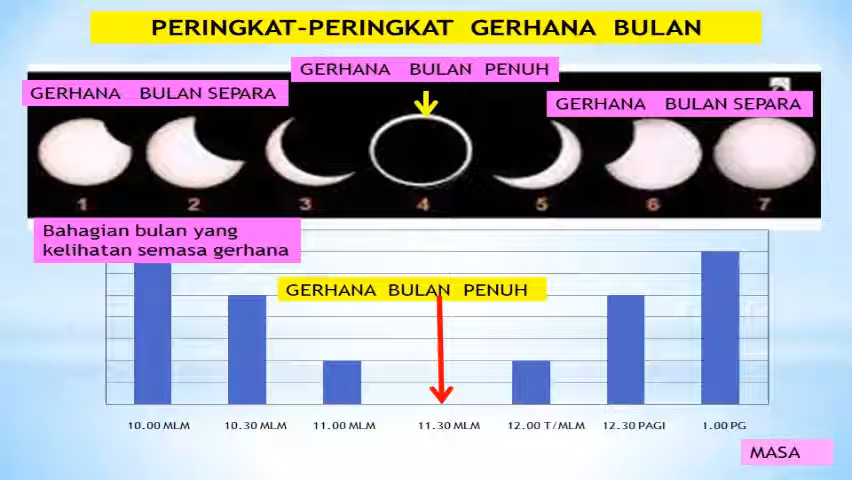 PERINGKAT-PERINGKAT GERHANA BULAN
GERHANA BULAN PENUH
GERHANA BULAN SEPARA
GERHANA BULAN SEPARA
1 2 3 4 5 6 7
Bahagian bulan yang
kelihatan semasa gerhana
GERHANA BULAN PENUH
10.00 MLM 10.30 MLM 11.00 MLM 11.30 MLM 12.00 T/MLM 12.30 PAGI 1.00 PG
MASA